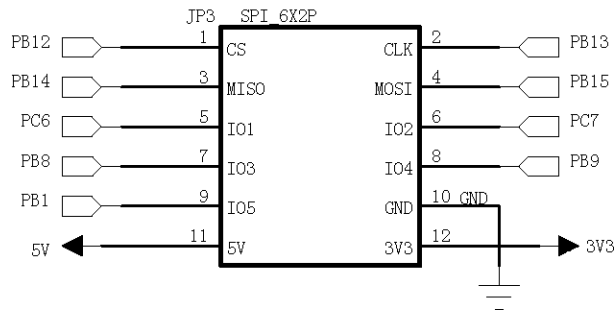 JP3 SPI_6X2P
PB12 1 CS CLK 2 PB13
PB14 3 MISO MOSI 4 PB15
PC6 5 IO1 IO2 6 PC7
PB8 7 IO3 IO4 8 PB9
PB1 9 IO5 GND 10 GND
5V 11 5V 3V3 12 3V3